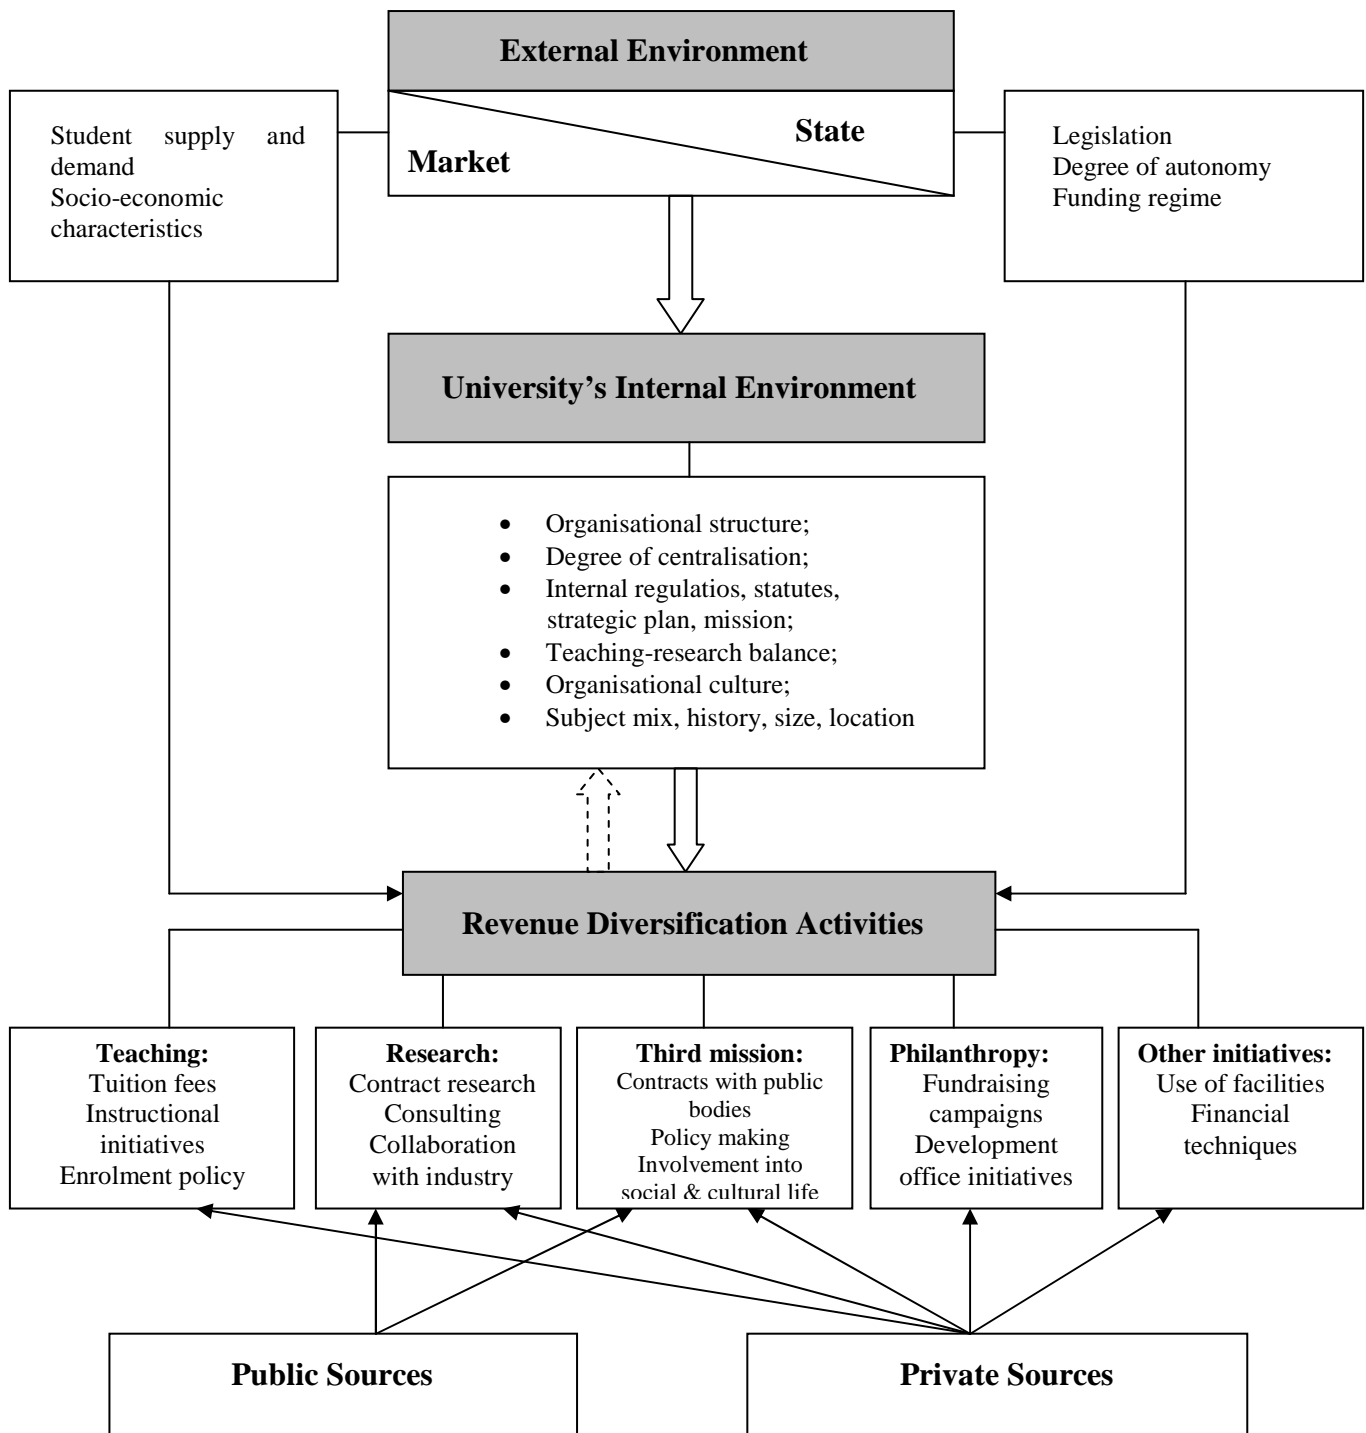 External Environment
State
Market
Student supply and
demand
Socio-economic
characteristics
Legislation
Degree of autonomy
Funding regime
University’s Internal Environment
• Organisational structure;
• Degree of centralisation;
• Internal regulatios, statutes,
strategic plan, mission;
• Teaching-research balance;
• Organisational culture;
• Subject mix, history, size, location
Revenue Diversification Activities
Teaching:
Tuition fees
Instructional
initiatives
Enrolment policy
Research:
Contract research
Consulting
Collaboration
with industry
Third mission:
Contracts with public
bodies
Policy making
Involvement into
social & cultural life
Philanthropy:
Fundraising
campaigns
Development
office initiatives
Other initiatives:
Use of facilities
Financial
techniques
Public Sources
Private Sources